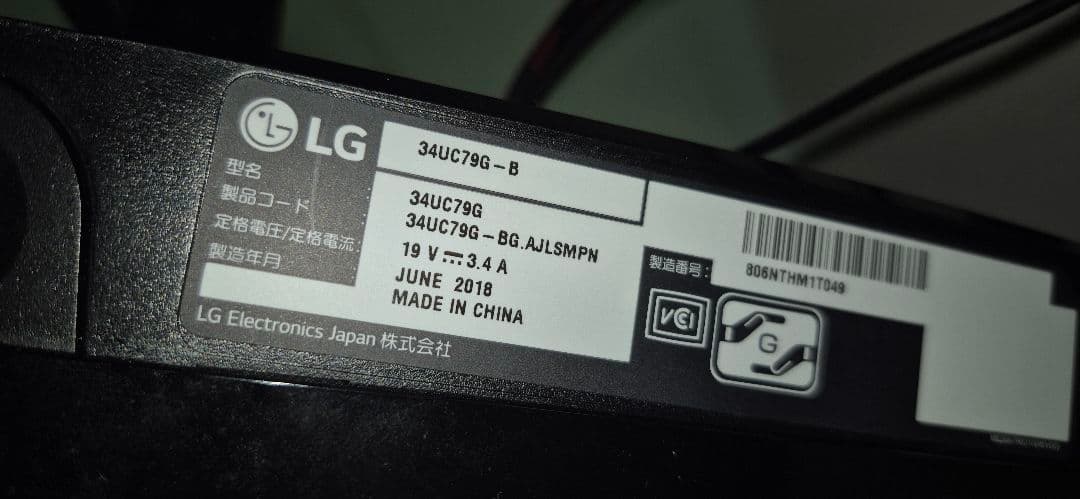 LG
34UC79G-B
型名
34UC79G
製品コード
34UC79G-BG.AJLSMPN
定格電圧/定格電流:
19 V ⎓ 3.4 A
製造年月
JUNE 2018
MADE IN CHINA
LG Electronics Japan 株式会社
製造番号:
806NTHM1T049
VCI
G